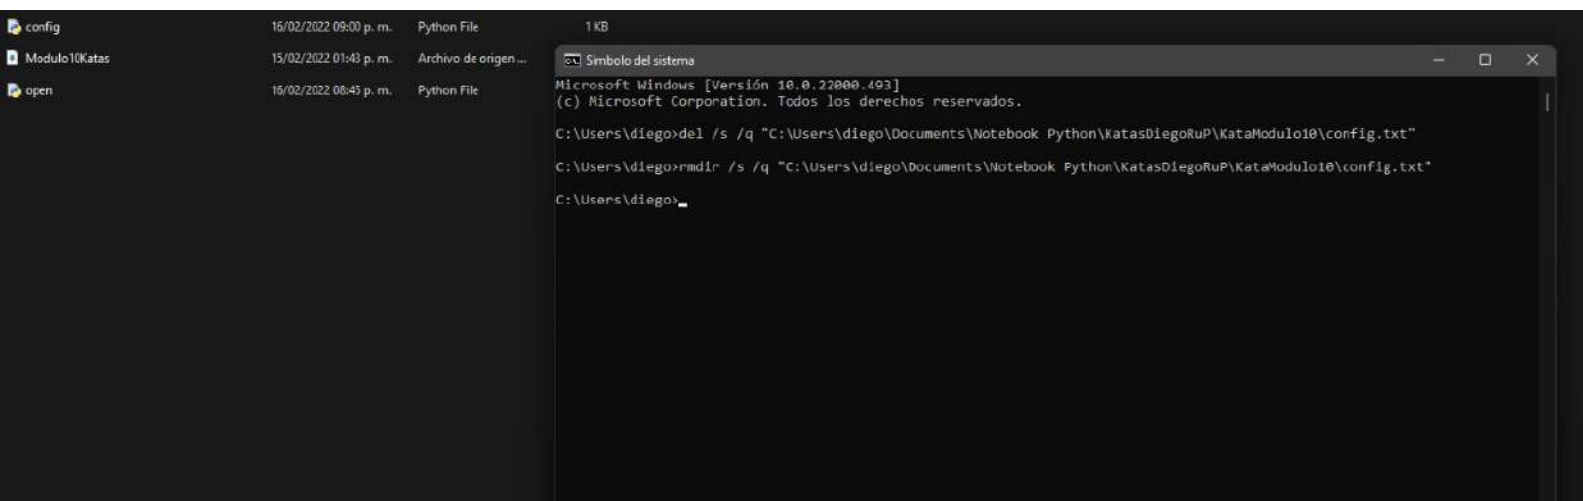 config 16/02/2022 09:00 p. m. Python File 1 KB
Modulo10Katas 15/02/2022 01:43 p. m. Archivo de origen ...
open 16/02/2022 08:45 p. m. Python File
Símbolo del sistema
Microsoft Windows [Versión 10.0.22000.493]
(c) Microsoft Corporation. Todos los derechos reservados.
C:\Users\diego>del /s /q "C:\Users\diego\Documents\Notebook Python\KatasDiegoRuP\KataModulo10\config.txt"
C:\Users\diego>rmdir /s /q "C:\Users\diego\Documents\Notebook Python\KatasDiegoRuP\KataModulo10\config.txt"
C:\Users\diego>